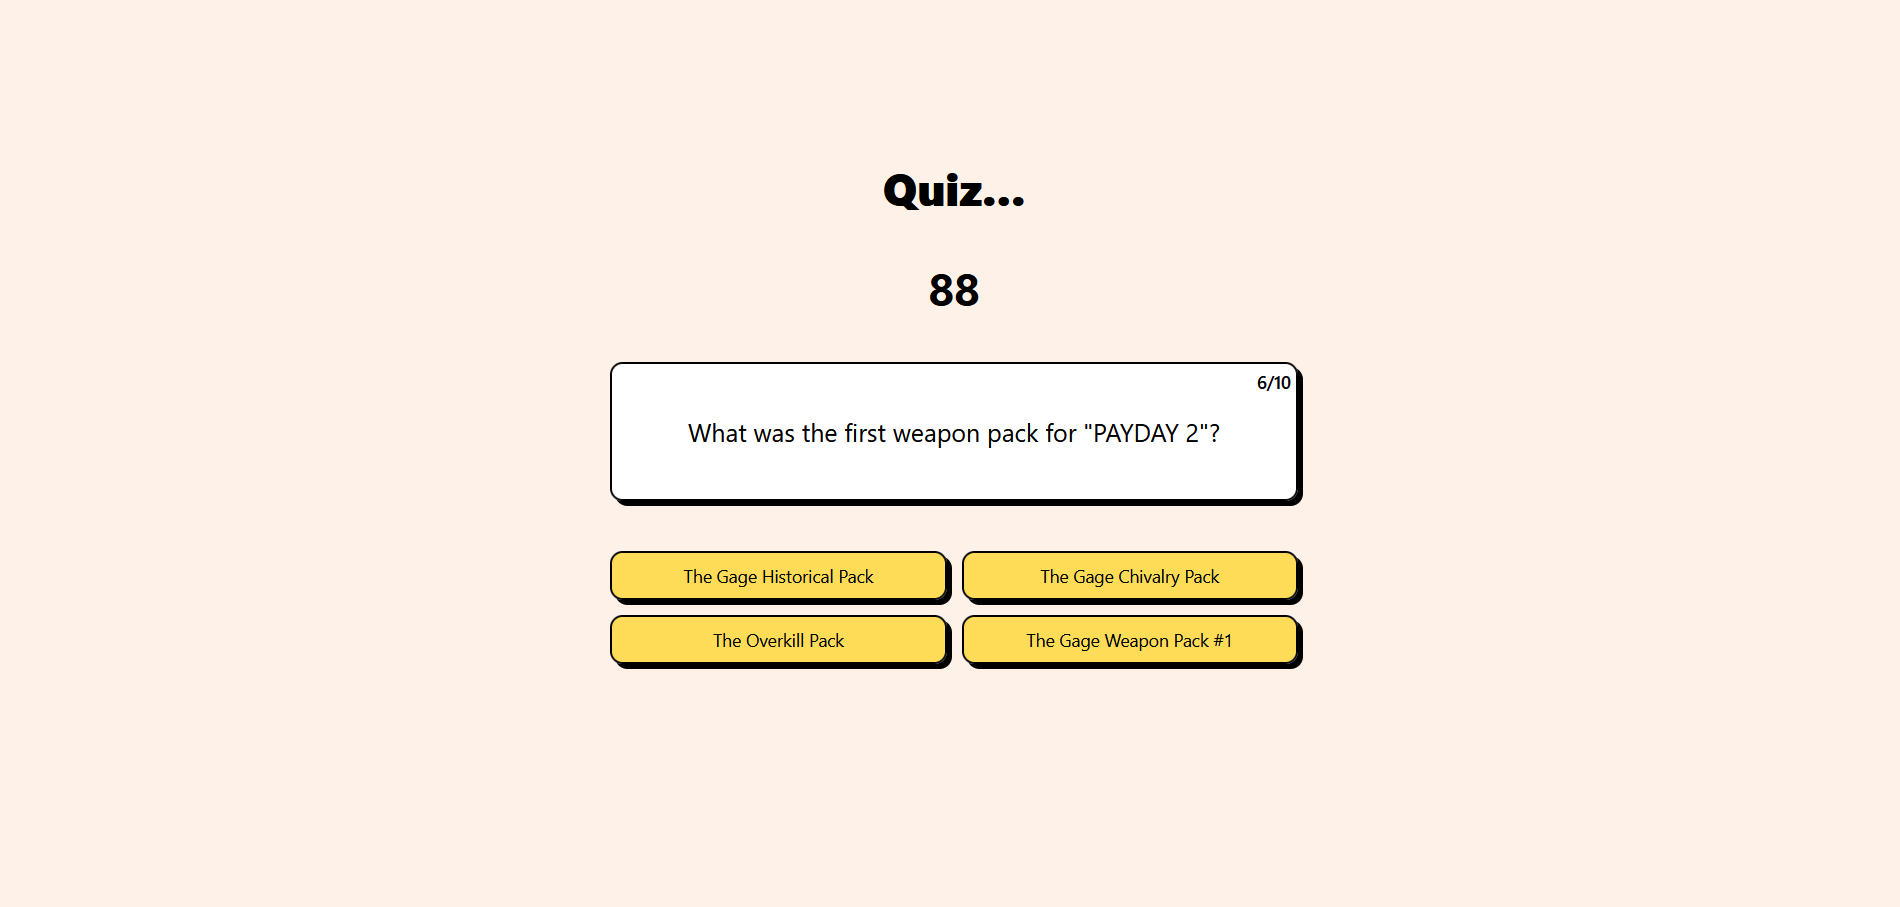 Quiz...
88
6/10
What was the first weapon pack for "PAYDAY 2"?
The Gage Historical Pack
The Gage Chivalry Pack
The Overkill Pack
The Gage Weapon Pack #1